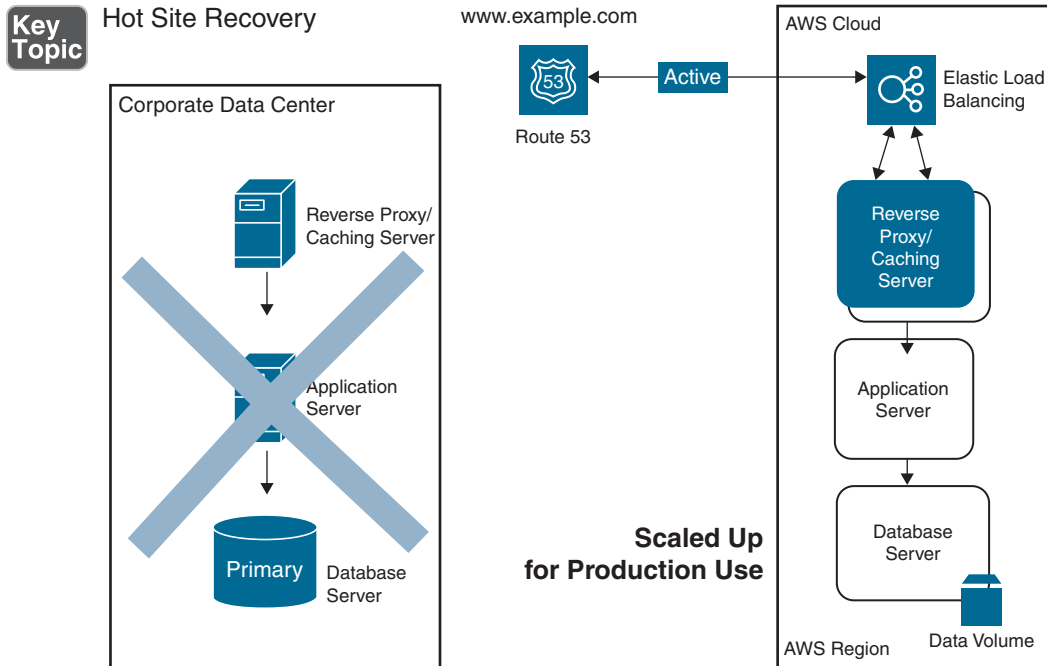 Key
Topic
Hot Site Recovery
www.example.com
Corporate Data Center
Reverse Proxy/
Caching Server
Application
Server
Primary
Database
Server
53
Route 53
Active
Scaled Up
for Production Use
AWS Cloud
Elastic Load
Balancing
Reverse
Proxy/
Caching
Server
Application
Server
Database
Server
Data Volume
AWS Region